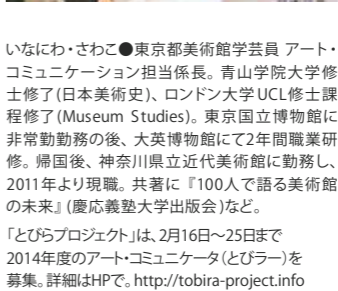 いなにわ・さわこ●東京都美術館学芸員 アート・
コミュニケーション担当係長。青山学院大学修
士修了(日本美術史)、ロンドン大学UCL修士課
程修了(Museum Studies)。東京国立博物館に
非常勤勤務の後、大英博物館にて2年間職業研
修。帰国後、神奈川県立近代美術館に勤務し、
2011年より現職。共著に『100人で語る美術館
の未来』(慶応義塾大学出版会)など。
「とびらプロジェクト」は、2月16日〜25日まで
2014年度のアート・コミュニケータ(とびラー)を
募集。詳細はHPで。http://tobira-project.info